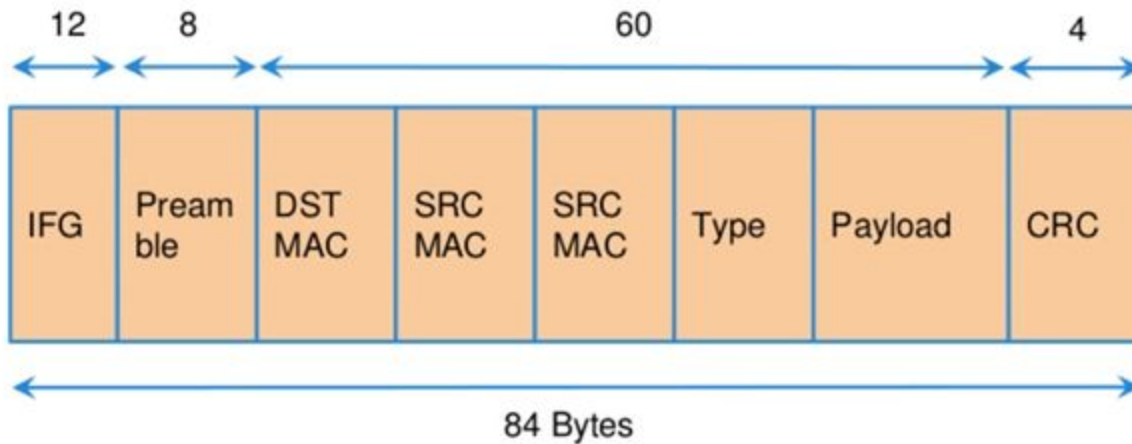 12 8 60 4
IFG
Pream
ble
DST
MAC
SRC
MAC
SRC
MAC
Type
Payload
CRC
84 Bytes